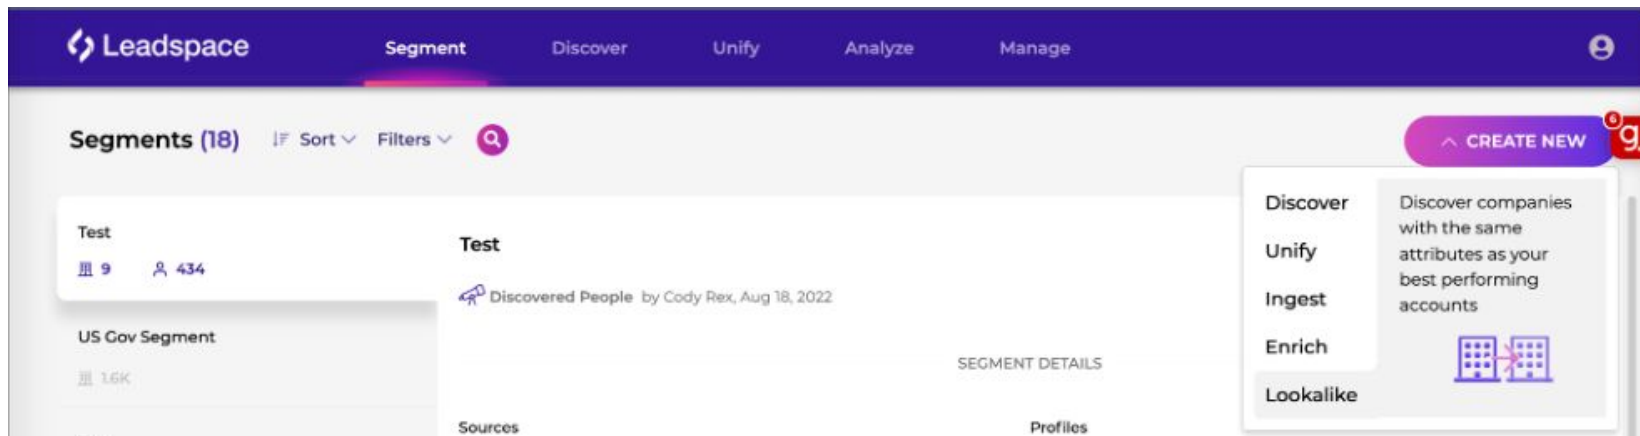 Leadspace
Segment Discover Unify Analyze Manage
Segments (18) Sort Filters
CREATE NEW
6
g
Test
9 434
US Gov Segment
1.6K
Test
Discovered People by Cody Rex, Aug 18, 2022
SEGMENT DETAILS
Sources Profiles
Discover
Unify
Ingest
Enrich
Lookalike
Discover companies
with the same
attributes as your
best performing
accounts